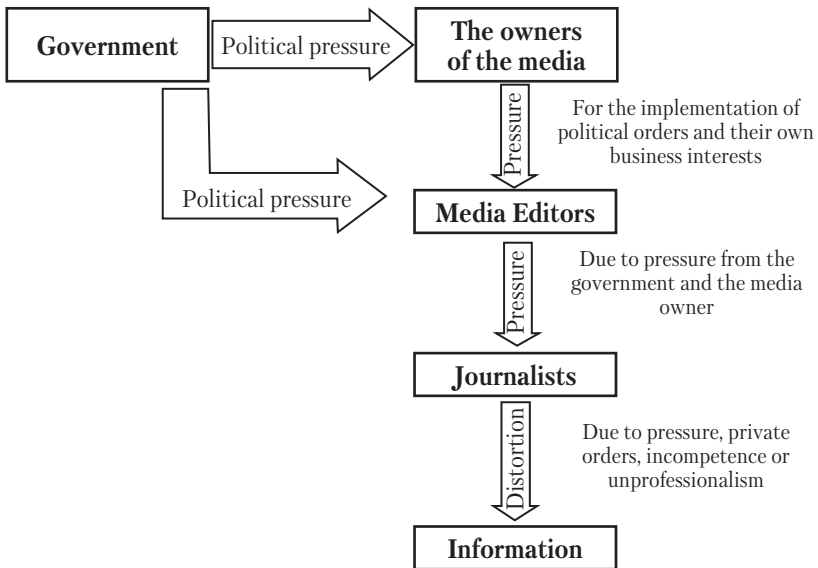 Government
Political pressure
The owners
of the media
Pressure
For the implementation of
political orders and their own
business interests
Political pressure
Media Editors
Pressure
Due to pressure from the
government and the media
owner
Journalists
Distortion
Due to pressure, private
orders, incompetence or
unprofessionalism
Information